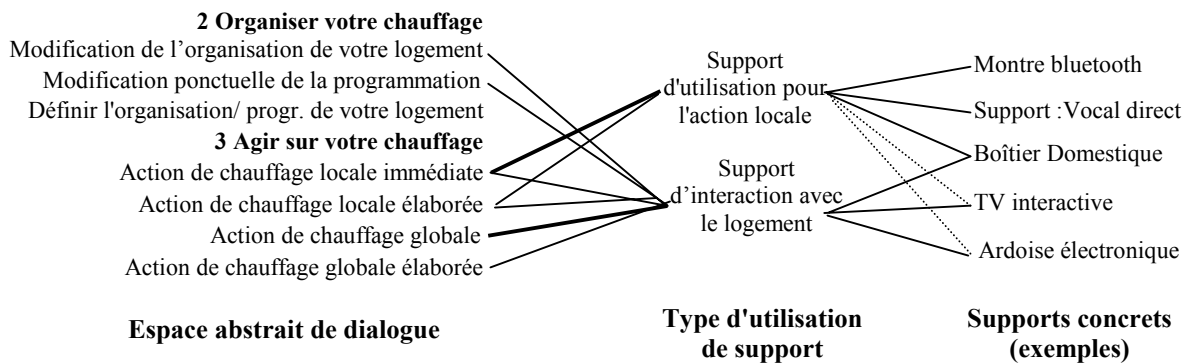 2 Organiser votre chauffage
Modification de l'organisation de votre logement
Modification ponctuelle de la programmation
Définir l'organisation/ progr. de votre logement
3 Agir sur votre chauffage
Action de chauffage locale immédiate
Action de chauffage locale élaborée
Action de chauffage globale
Action de chauffage globale élaborée
Espace abstrait de dialogue
Support
d'utilisation pour
l'action locale
Support
d'interaction avec
le logement
Type d'utilisation
de support
Montre bluetooth
Support :Vocal direct
Boîtier Domestique
TV interactive
Ardoise électronique
Supports concrets
(exemples)